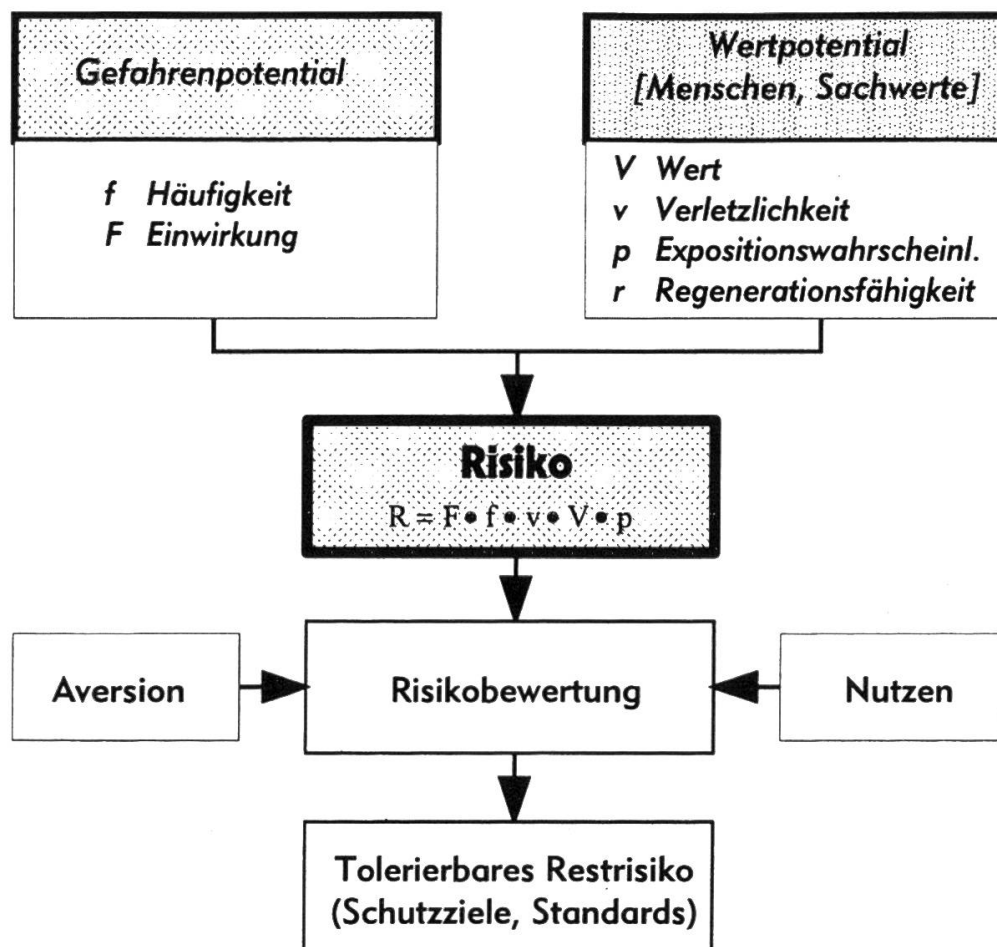 Gefahrenpotential
f Häufigkeit
F Einwirkung
Wertpotential
[Menschen, Sachwerte]
V Wert
v Verletzlichkeit
p Expositionswahrscheinl.
r Regenerationsfähigkeit
Risiko
R = F • f • v • V • p
Aversion
Risikobewertung
Nutzen
Tolerierbares Restrisiko
(Schutzziele, Standards)